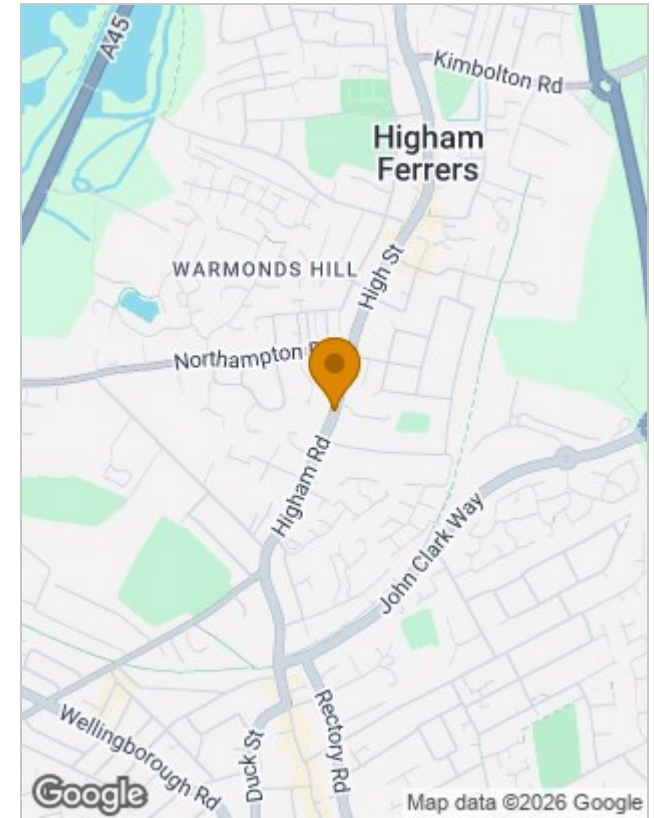 A45
Kimbolton Rd
Higham
Ferrers
WARMONDS HILL
High St
Northampton
Higham Rd
John Clark Way
Wellingborough Rd
Duck St
Rectory Rd
Google
Map data ©2026 Google